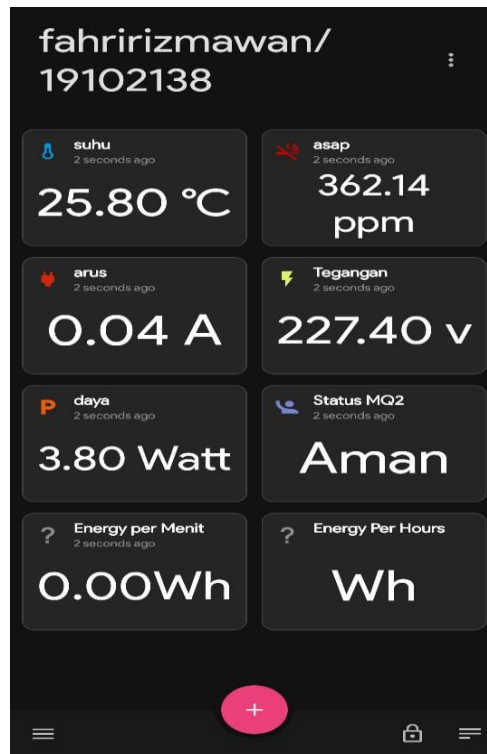 fahririzmawan/
19102138
suhu
2 seconds ago
25.80 °C
asap
2 seconds ago
362.14
ppm
arus
2 seconds ago
0.04 A
Tegangan
2 seconds ago
227.40 v
P
daya
2 seconds ago
3.80 Watt
Status MQ2
2 seconds ago
Aman
?
Energy per Menit
2 seconds ago
0.00Wh
?
Energy Per Hours
Wh
+